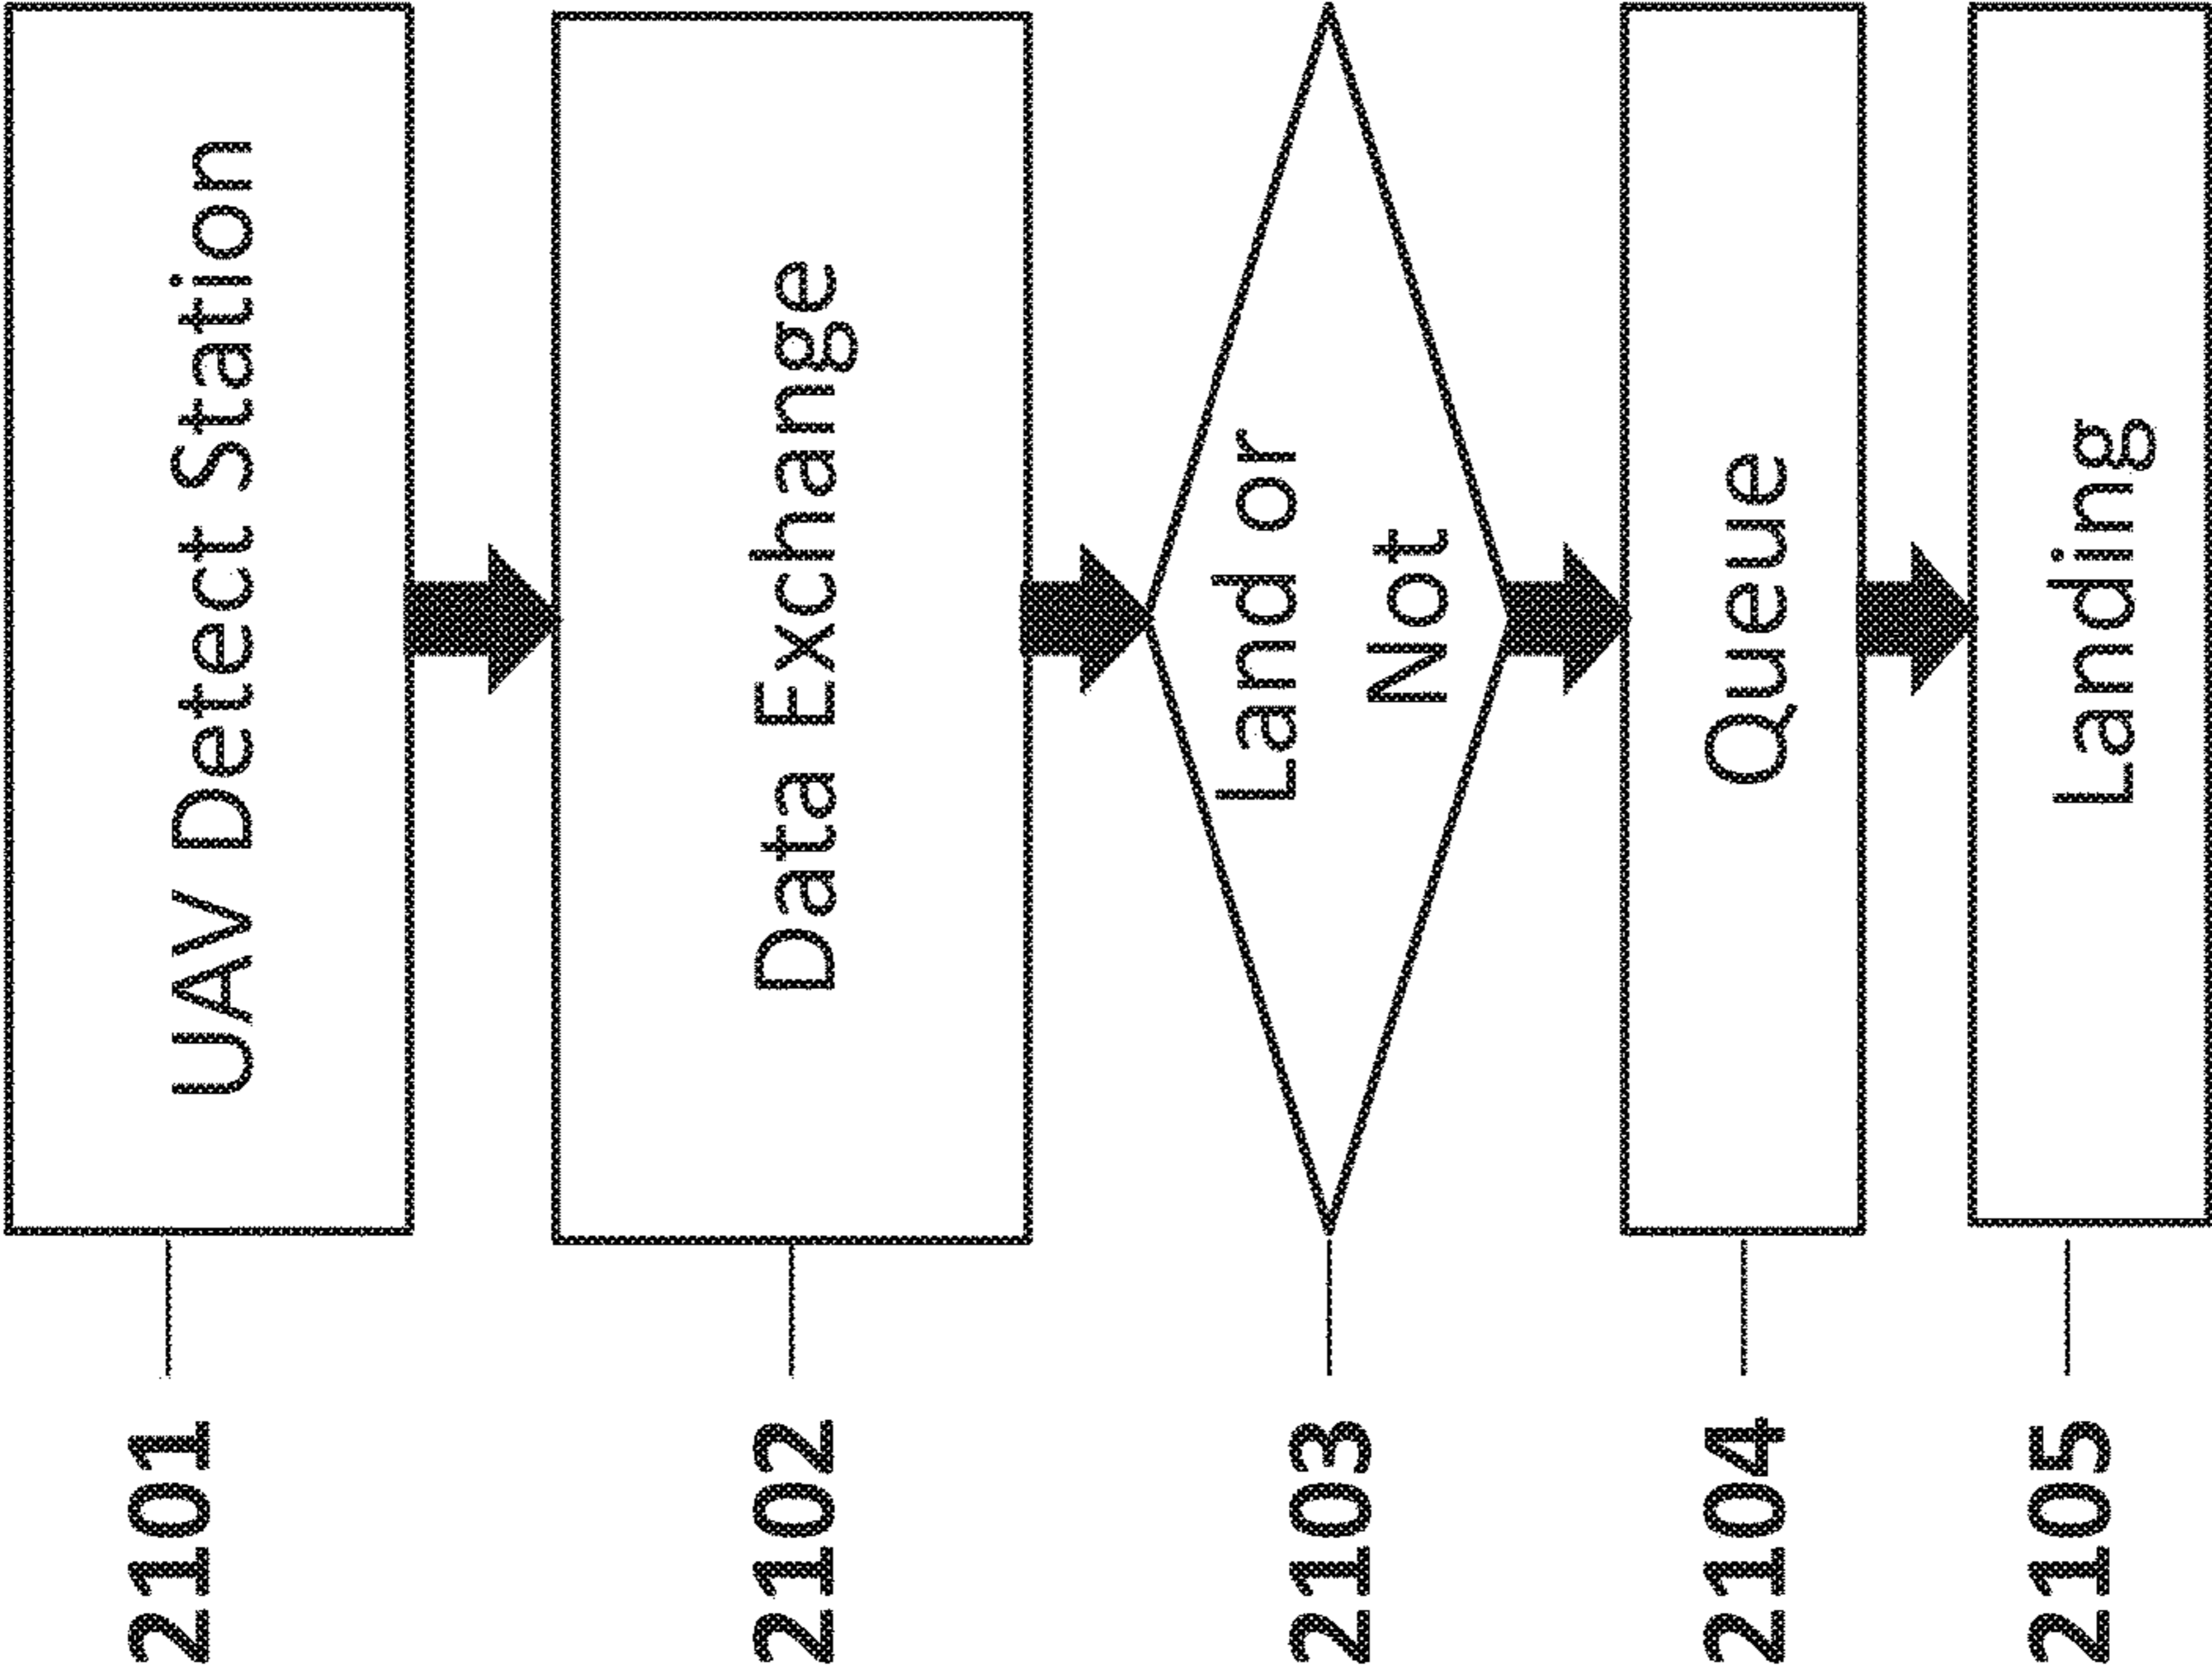 2101
UAV Detect Station
2102
Data Exchange
2103
Land or
Not
2104
Queue
2105
Landing